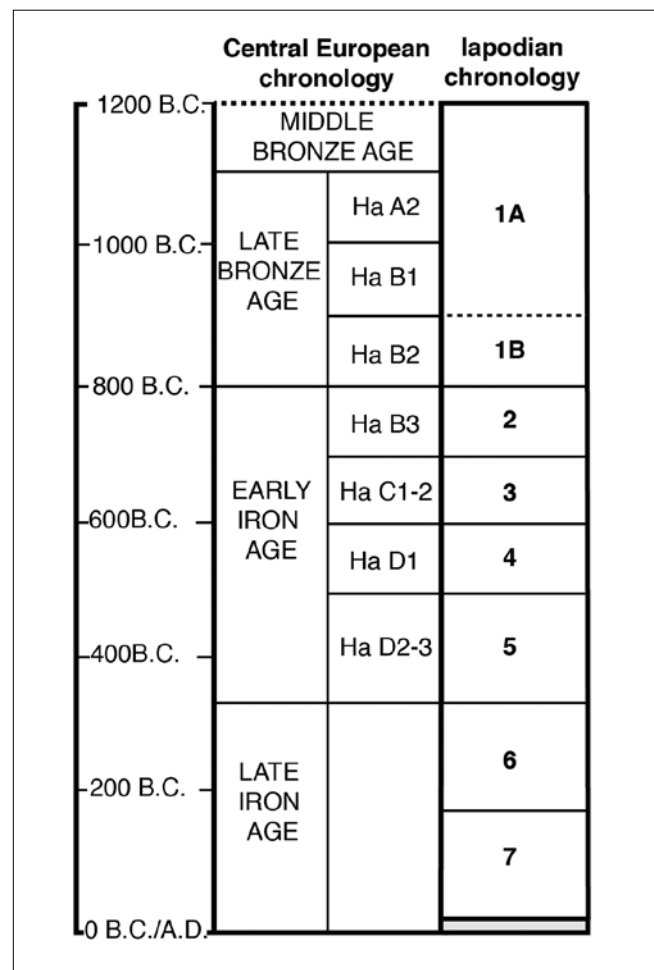 Central European
chronology
Iapodian
chronology
1200 B.C.
1000 B.C.
800 B.C.
600B.C.
400B.C.
200 B.C.
0 B.C./A.D.
MIDDLE
BRONZE AGE
LATE
BRONZE
AGE
EARLY
IRON
AGE
LATE
IRON
AGE
Ha A2
Ha B1
Ha B2
Ha B3
Ha C1-2
Ha D1
Ha D2-3
1A
1B
2
3
4
5
6
7